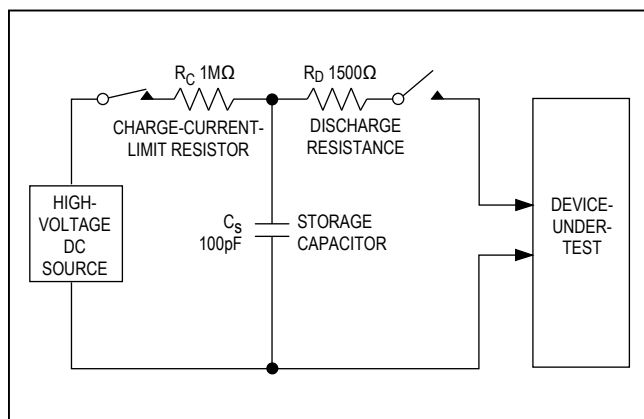 R_C 1MΩ
CHARGE-CURRENT-
LIMIT RESISTOR
R_D 1500Ω
DISCHARGE
RESISTANCE
HIGH-
VOLTAGE
DC
SOURCE
C_S
100pF
STORAGE
CAPACITOR
DEVICE-
UNDER-
TEST